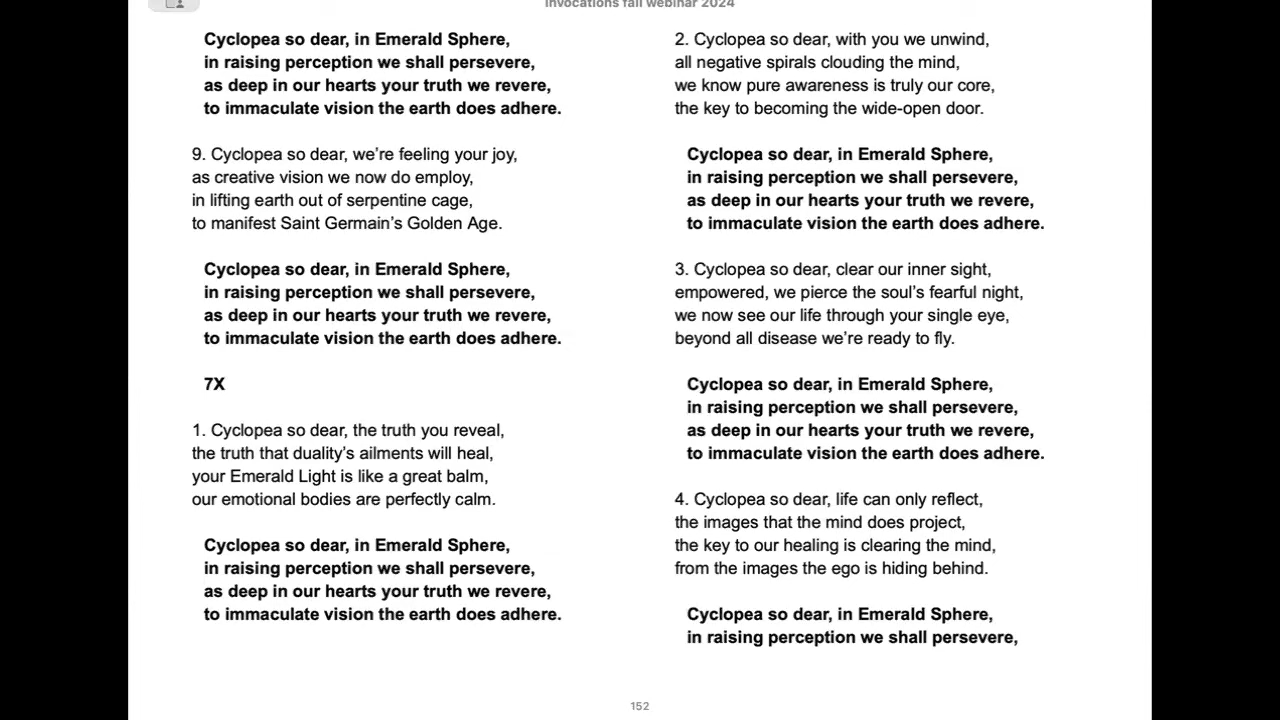 Invocations fall webinar 2024
Cyclopea so dear, in Emerald Sphere,
in raising perception we shall persevere,
as deep in our hearts your truth we revere,
to immaculate vision the earth does adhere.
9. Cyclopea so dear, we’re feeling your joy,
as creative vision we now do employ,
in lifting earth out of serpentine cage,
to manifest Saint Germain’s Golden Age.
Cyclopea so dear, in Emerald Sphere,
in raising perception we shall persevere,
as deep in our hearts your truth we revere,
to immaculate vision the earth does adhere.
7X
1. Cyclopea so dear, the truth you reveal,
the truth that duality’s ailments will heal,
your Emerald Light is like a great balm,
our emotional bodies are perfectly calm.
Cyclopea so dear, in Emerald Sphere,
in raising perception we shall persevere,
as deep in our hearts your truth we revere,
to immaculate vision the earth does adhere.
2. Cyclopea so dear, with you we unwind,
all negative spirals clouding the mind,
we know pure awareness is truly our core,
the key to becoming the wide-open door.
Cyclopea so dear, in Emerald Sphere,
in raising perception we shall persevere,
as deep in our hearts your truth we revere,
to immaculate vision the earth does adhere.
3. Cyclopea so dear, clear our inner sight,
empowered, we pierce the soul’s fearful night,
we now see our life through your single eye,
beyond all disease we’re ready to fly.
Cyclopea so dear, in Emerald Sphere,
in raising perception we shall persevere,
as deep in our hearts your truth we revere,
to immaculate vision the earth does adhere.
4. Cyclopea so dear, life can only reflect,
the images that the mind does project,
the key to our healing is clearing the mind,
from the images the ego is hiding behind.
Cyclopea so dear, in Emerald Sphere,
in raising perception we shall persevere,
152